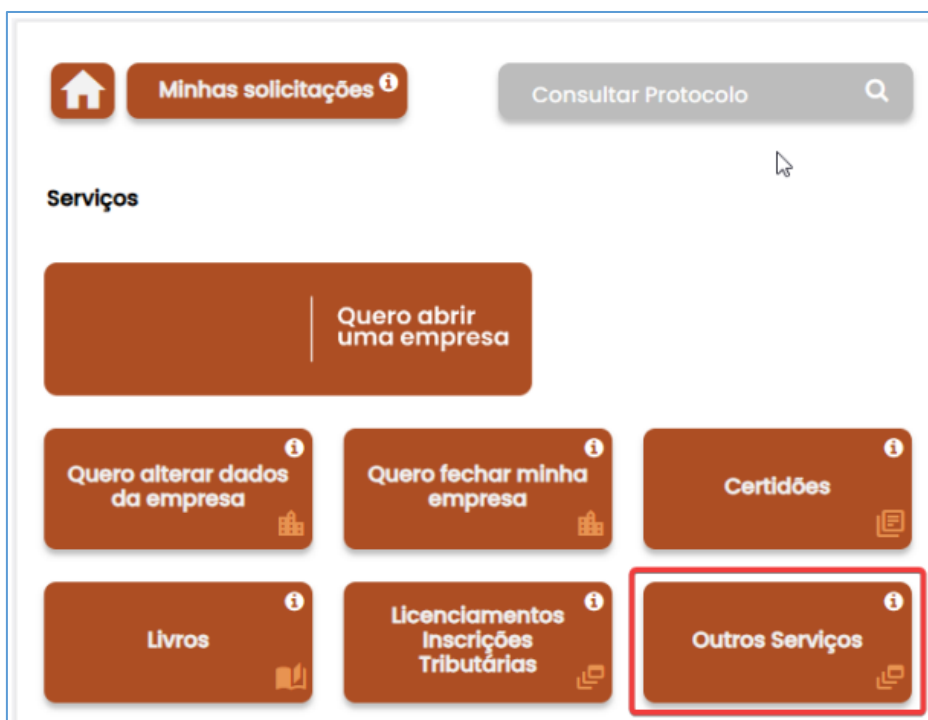 Minhas solicitações
Consultar Protocolo
Serviços
Quero abrir
uma empresa
Quero alterar dados
da empresa
Quero fechar minha
empresa
Certidões
Livros
Licenciamentos
Inscrições
Tributárias
Outros Serviços